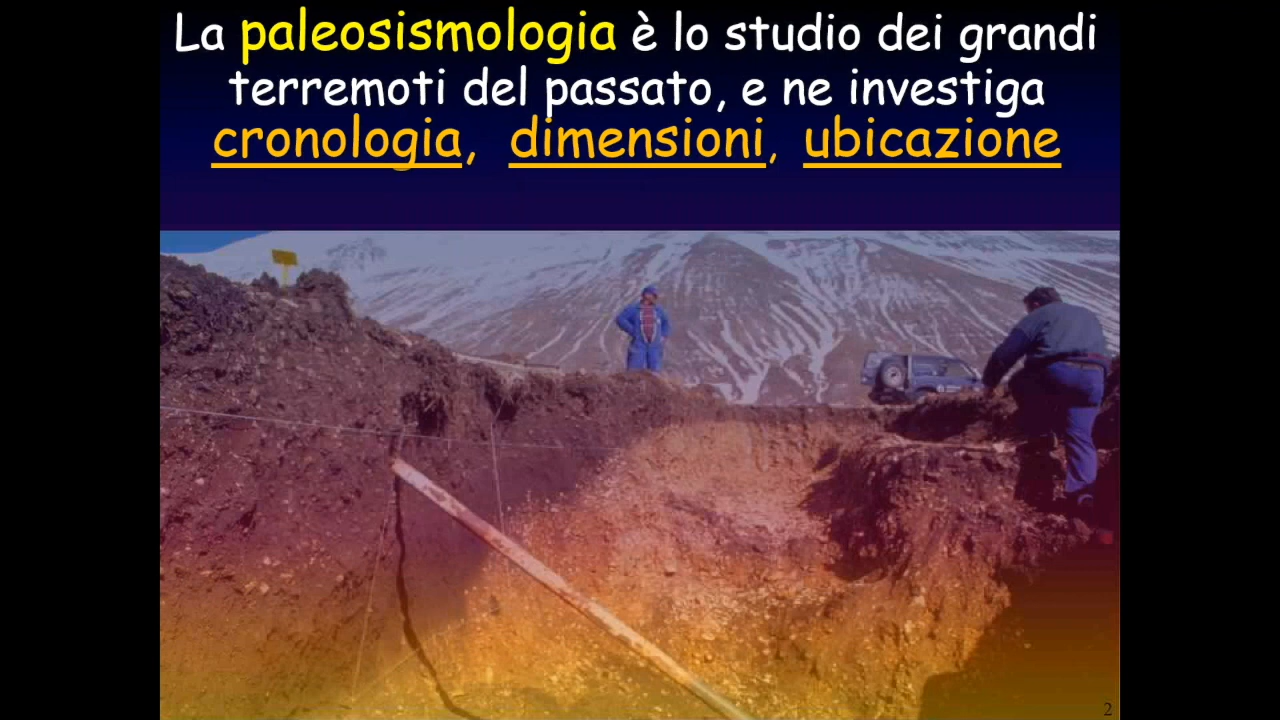 La paleosismologia è lo studio dei grandi
terremoti del passato, e ne investiga
cronologia, dimensioni, ubicazione
2